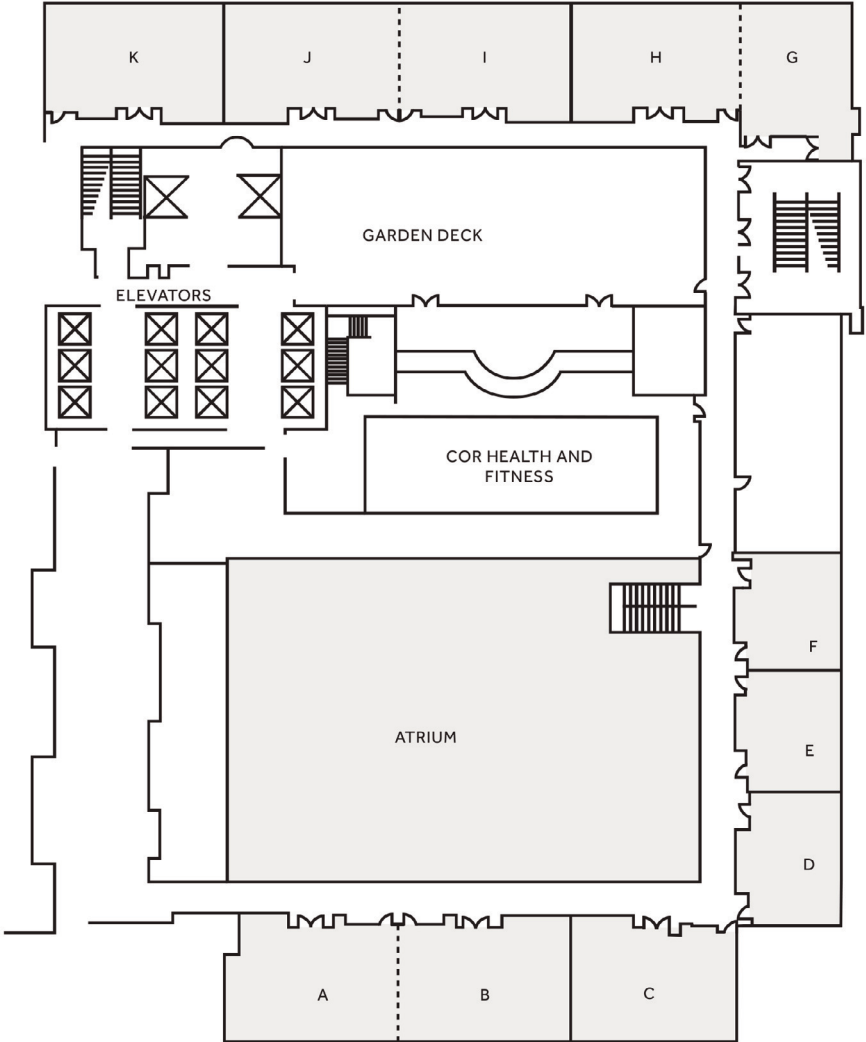 K
J
I
H
G
GARDEN DECK
ELEVATORS
COR HEALTH AND
FITNESS
F
ATRIUM
E
D
A
B
C